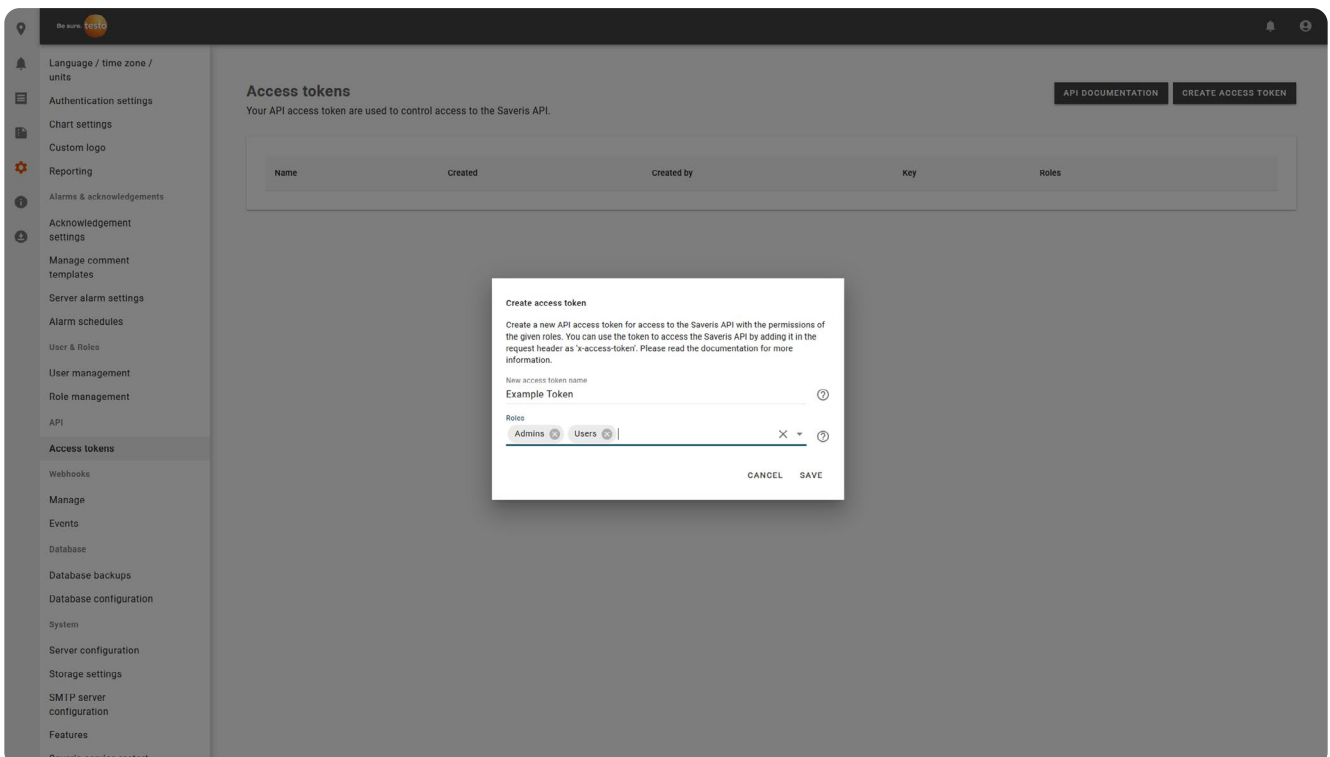 Be sure. testo
Language / time zone /
units
Authentication settings
Chart settings
Custom logo
Reporting
Alarms & acknowledgements
Acknowledgement
settings
Manage comment
templates
Server alarm settings
Alarm schedules
User & Roles
User management
Role management
API
Access tokens
Webhooks
Manage
Events
Database
Database backups
Database configuration
System
Server configuration
Storage settings
SMTP server
configuration
Features
Access tokens
Your API access token are used to control access to the Saveris API.
API DOCUMENTATION
CREATE ACCESS TOKEN
Name Created Created by Key Roles
Create access token
Create a new API access token for access to the Saveris API with the permissions of
the given roles. You can use the token to access the Saveris API by adding it in the
request header as 'x-access-token'. Please read the documentation for more
information.
New access token name
Example Token
Roles
Admins Users
CANCEL SAVE